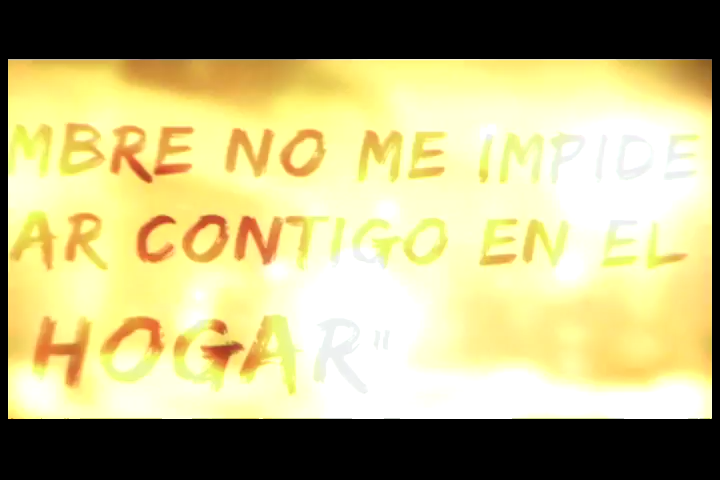 MBRE NO ME IMPIDE
AR CONTIGO EN EL
HOGAR"